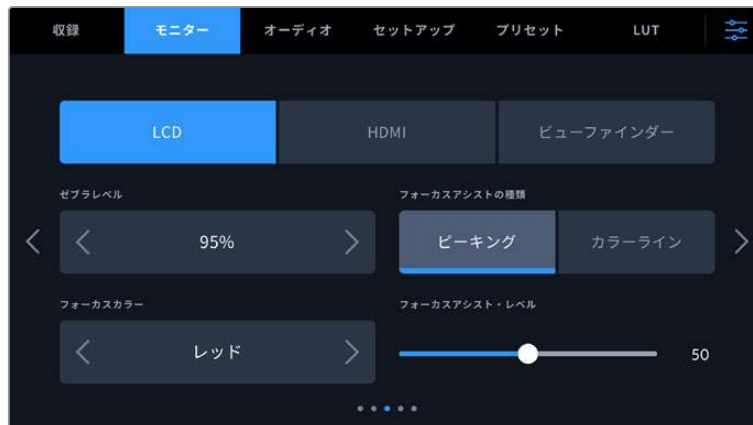 収録 モニター オーディオ セットアップ プリセット LUT
LCD HDMI ビューファインダー
ゼブラレベル フォーカスアシストの種類
95% ピーキング カラーライン
フォーカスカラー フォーカスアシスト・レベル
レッド 50